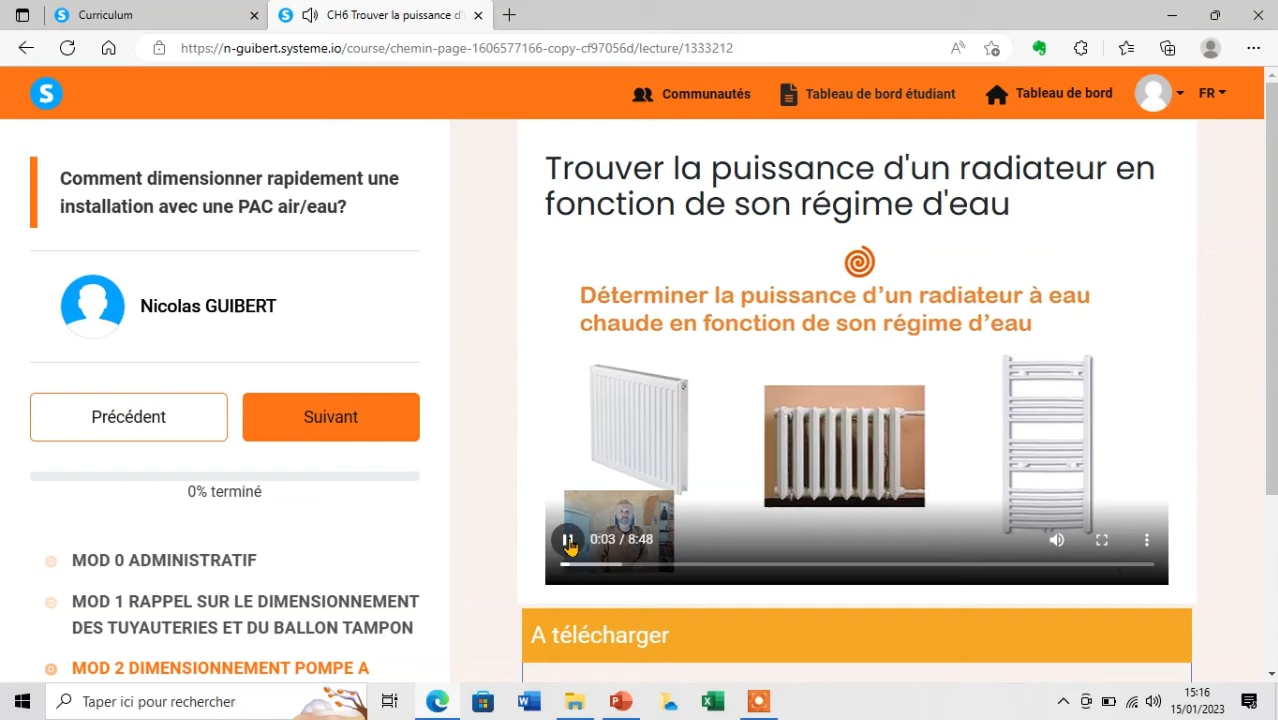 Curriculum
CH6 Trouver la puissance d'
https://n-guibert.systeme.io/course/chemin-page-1606577166-copy-cf97056d/lecture/1333212
S
Communautés
Tableau de bord étudiant
Tableau de bord
FR
Comment dimensionner rapidement une
installation avec une PAC air/eau?
Nicolas GUIBERT
Précédent
Suivant
0% terminé
MOD 0 ADMINISTRATIF
MOD 1 RAPPEL SUR LE DIMENSIONNEMENT
DES TUYAUTERIES ET DU BALLON TAMPON
MOD 2 DIMENSIONNEMENT POMPE A
Trouver la puissance d'un radiateur en
fonction de son régime d'eau
Déterminer la puissance d’un radiateur à eau
chaude en fonction de son régime d’eau
0:03 / 8:48
A télécharger
Taper ici pour rechercher
5:16
15/01/2023